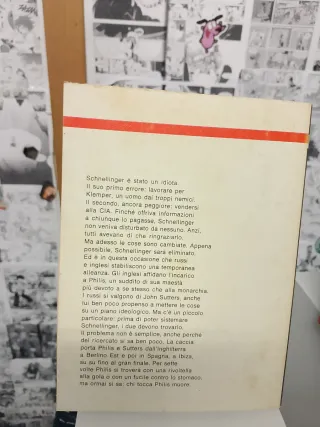 Schnellinger è stato un idiota.
Il suo primo errore: lavorare per
Klemper, un uomo dai troppi nemici.
Il secondo, ancora peggiore: vendersi
alla CIA. Finché offriva informazioni
a chiunque lo pagasse, Schnellinger
non veniva disturbato da nessuno. Anzi,
tutti avevano di che ringraziarlo.
Ma adesso le cose sono cambiate. Appena
possibile, Schnellinger sarà eliminato.
Ed è in questa occasione che russi
e inglesi stabiliscono una temporanea
alleanza. Gli inglesi affidano l'incarico
a Philis, un suddito di sua maestà
più devoto a se stesso che alla monarchia.
I russi si valgono di John Sutters, anche
lui ben poco propenso a mettere le cose
su un piano ideologico. Ma c'è un piccolo
particolare: prima di poter sistemare
Schnellinger, i due devono trovarlo.
Il problema non è semplice, anche perché
del ricercato si sa ben poco. La caccia
porta Philis e Sutters dall'Inghilterra
a Berlino Est e poi in Spagna, a Ibiza,
su su fino al gran finale. Per sette
volte Philis si troverà con una rivoltella
alla gola o con un fucile contro lo stomaco:
ma ormai si sa: chi tocca Philis muore.